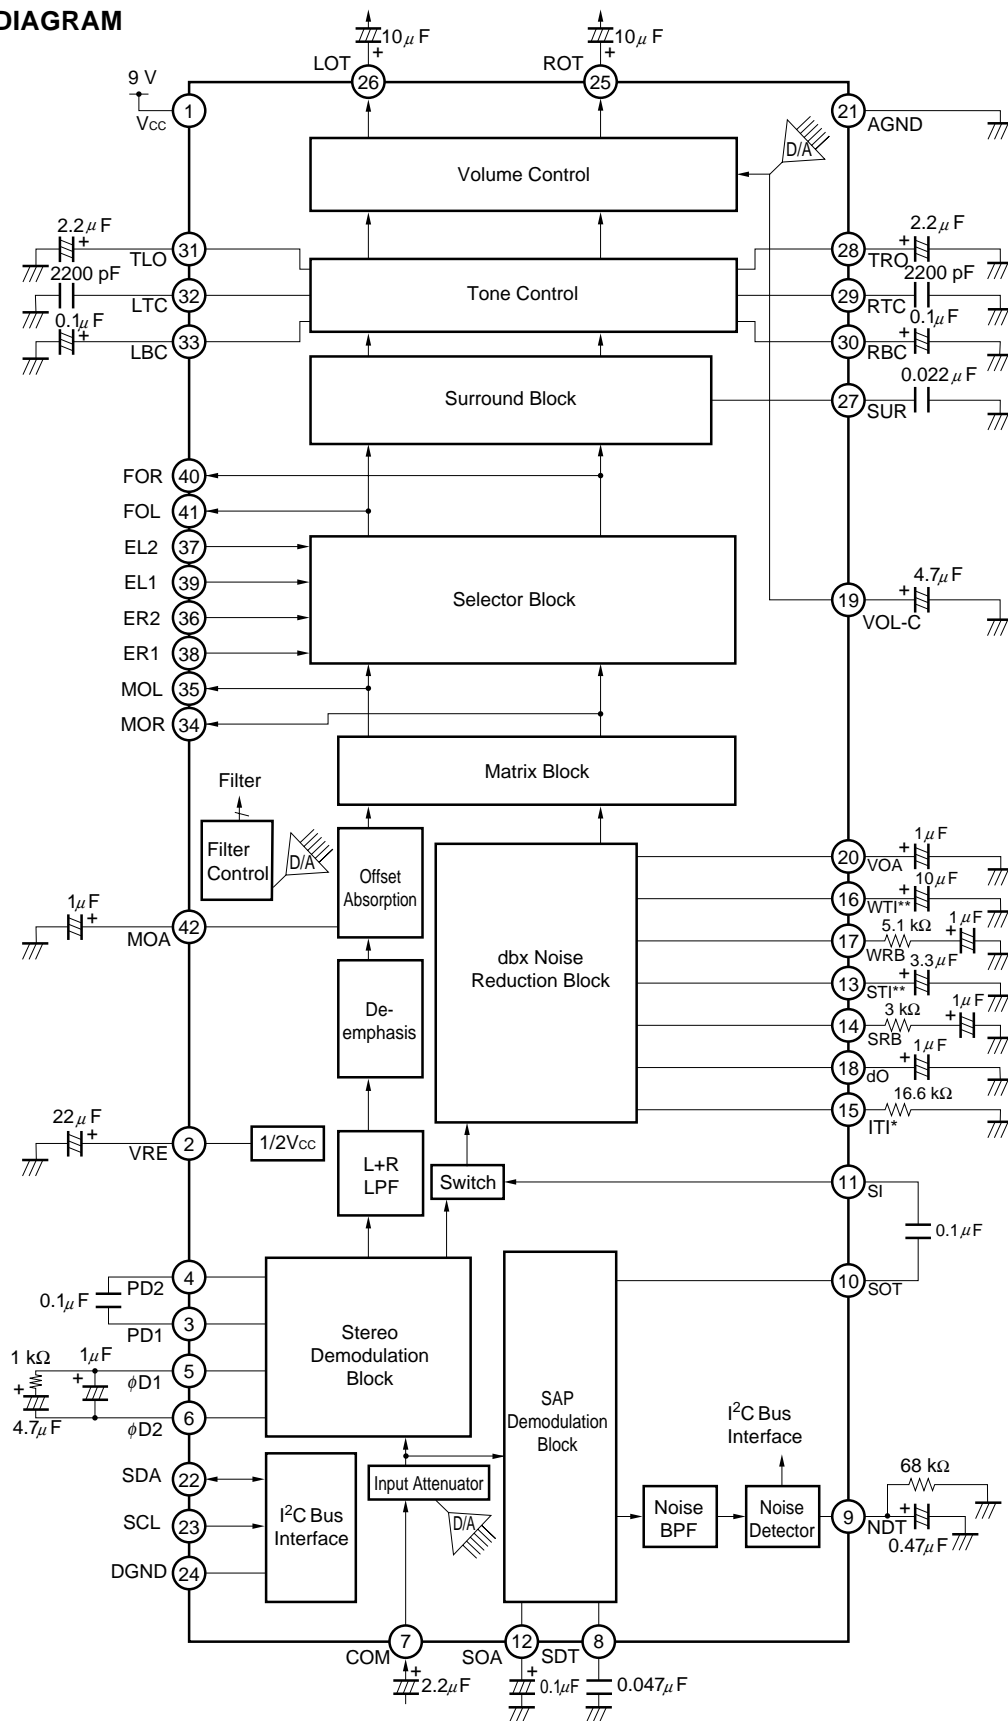 DIAGRAM
10μF
10μF
LOT
ROT
26
25
9 V
1
VCC
21
AGND
D/A
Volume Control
2.2μF
31
TLO
28
TRO
2.2μF
2200 pF
32
LTC
Tone Control
29
RTC
2200 pF
0.1μF
33
LBC
30
RBC
0.1μF
Surround Block
27
SUR
0.022μF
FOR
40
FOL
41
EL2
37
EL1
39
ER2
36
ER1
38
MOL
35
MOR
34
Selector Block
19
VOL-C
4.7μF
Matrix Block
Filter
Filter
Control
D/A
Offset
Absorption
1μF
42
MOA
De-
emphasis
dbx Noise
Reduction Block
20
VOA
1μF
16
WTI**
10μF
17
WRB
5.1 kΩ
1μF
13
STI**
3.3μF
14
SRB
3 kΩ
1μF
18
dO
1μF
15
ITI*
16.6 kΩ
22μF
2
VRE
1/2VCC
L+R
LPF
Switch
11
SI
0.1μF
10
SOT
4
PD2
0.1μF
3
PD1
1 kΩ
1μF
5
φD1
4.7μF
6
φD2
Stereo
Demodulation
Block
SAP
Demodulation
Block
I²C Bus
Interface
SDA
22
SCL
23
DGND
24
I²C Bus
Interface
Input Attenuator
D/A
Noise
BPF
Noise
Detector
68 kΩ
9
NDT
0.47μF
COM
7
SOA
12
SDT
8
2.2μF
0.1μF
0.047μF